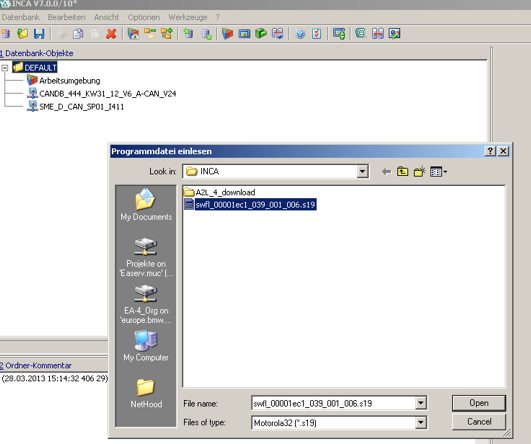 INCA V7.0.0/10*
Datenbank Bearbeiten Ansicht Optionen Werkzeuge ?
1 Datenbank-Objekte
DEFAULT
Arbeitsumgebung
CANDB_444_KW31_12_V6_A-CAN_V24
SME_D_CAN_SP01_I411
Programmdatei einlesen
Look in: INCA
A2L_4_download
swfl_00001ec1_039_001_006.s19
My Documents
Projekte on
'Easerv.muc' (...
EA-4_Org on
'europe.bmw....
My Computer
NetHood
File name: swfl_00001ec1_039_001_006.s19 Open
Files of type: Motorola32 (*.s19) Cancel
2 Ordner-Kommentar
(28.03.2013 15:14:32 406 29)